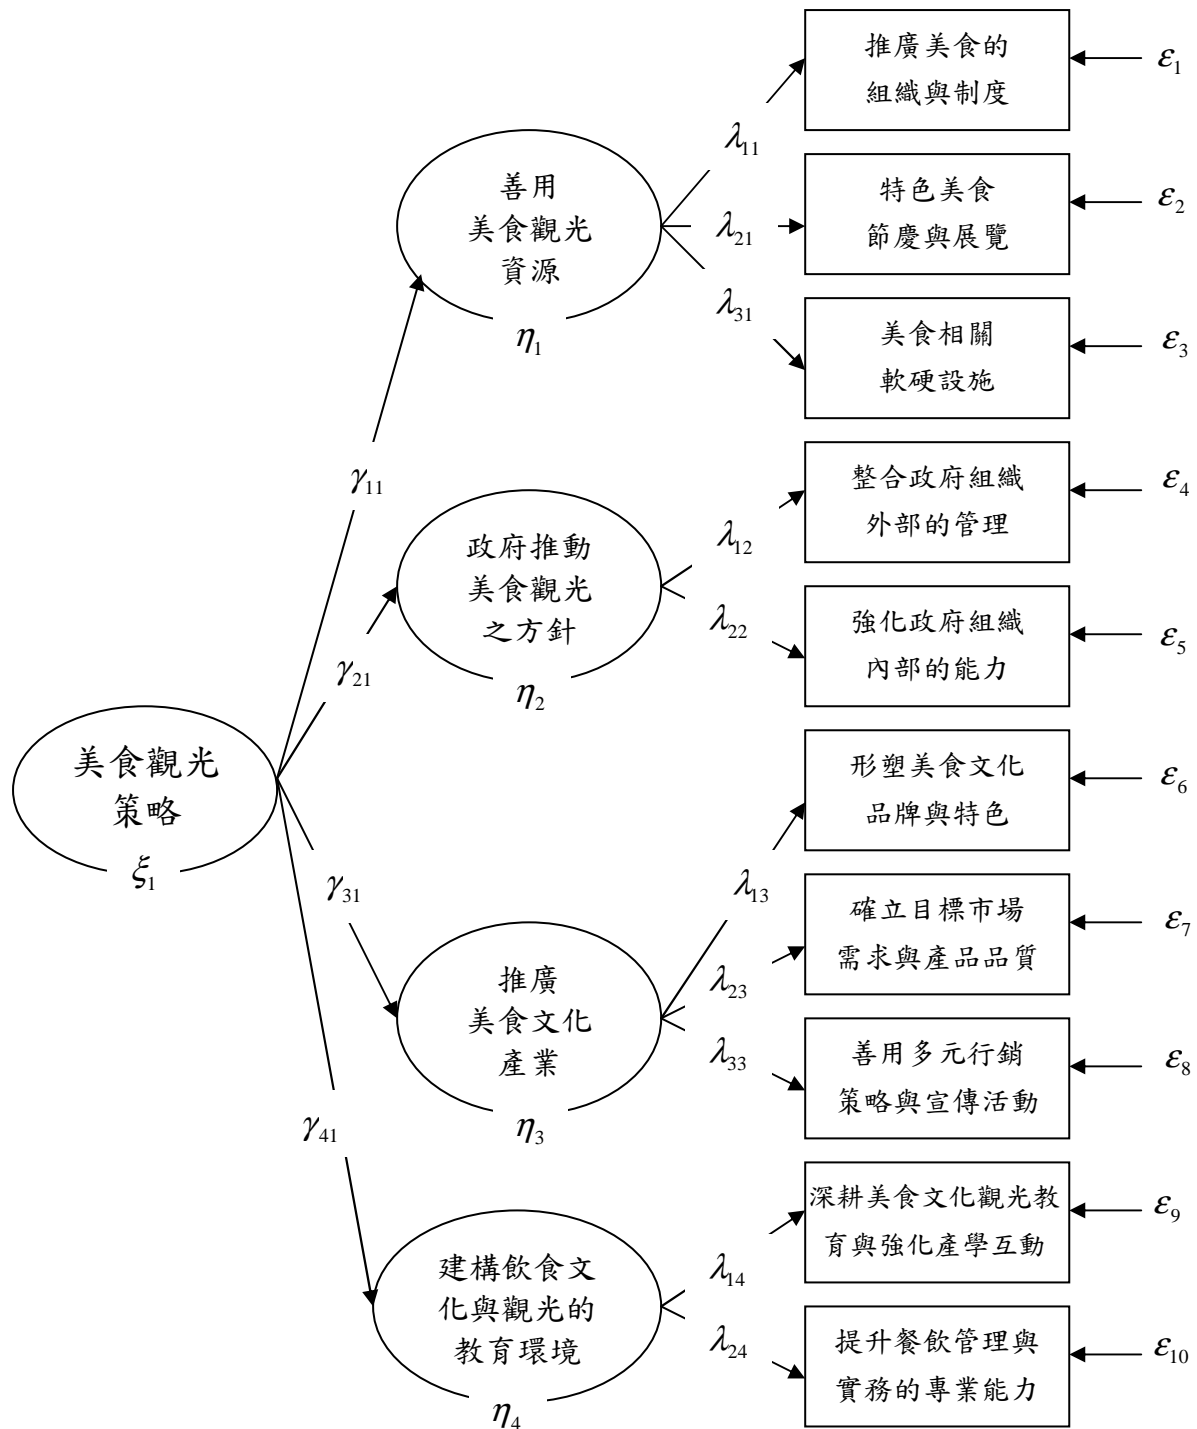 推廣美食的
組織與制度
ε1
λ11
善用
美食觀光
資源
η1
特色美食
節慶與展覽
ε2
λ21
λ31
美食相關
軟硬設施
ε3
γ11
整合政府組織
外部的管理
ε4
λ12
政府推動
美食觀光
之方針
η2
λ22
強化政府組織
內部的能力
ε5
γ21
美食觀光
策略
ξ1
形塑美食文化
品牌與特色
ε6
λ13
γ31
確立目標市場
需求與產品品質
ε7
λ23
推廣
美食文化
產業
η3
λ33
善用多元行銷
策略與宣傳活動
ε8
γ41
深耕美食文化觀光教
育與強化產學互動
ε9
λ14
建構飲食文
化與觀光的
教育環境
η4
λ24
提升餐飲管理與
實務的專業能力
ε10